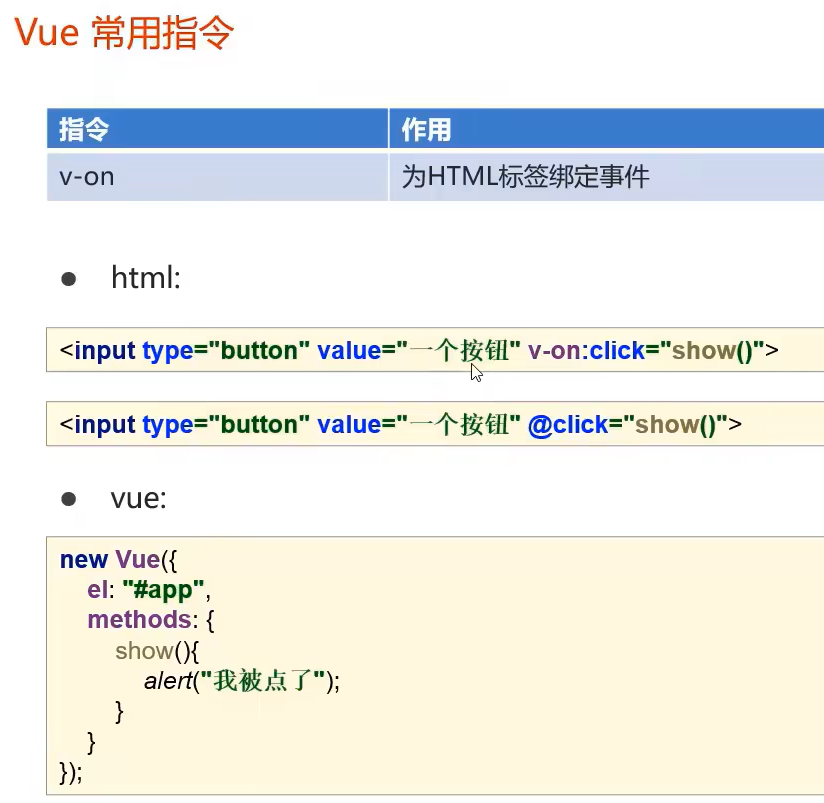 Vue 常用指令
指令 作用
v-on 为HTML标签绑定事件
● html:
<input type="button" value="一个按钮" v-on:click="show()">
<input type="button" value="一个按钮" @click="show()">
● vue:
new Vue({
    el: "#app",
    methods: {
        show(){
            alert("我被点了");
        }
    }
});